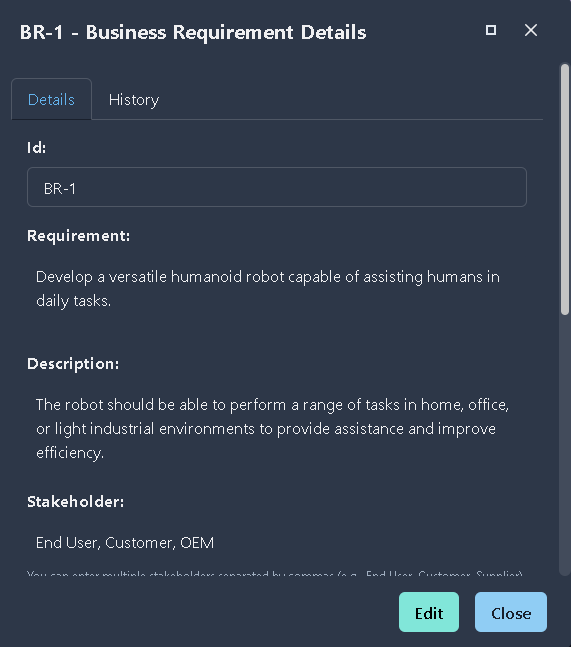 BR-1 - Business Requirement Details
Details
History
Id:
BR-1
Requirement:
Develop a versatile humanoid robot capable of assisting humans in
daily tasks.
Description:
The robot should be able to perform a range of tasks in home, office,
or light industrial environments to provide assistance and improve
efficiency.
Stakeholder:
End User, Customer, OEM
You can enter multiple stakeholders separated by commas (e.g., End User, Customer, Supplier)
Edit
Close